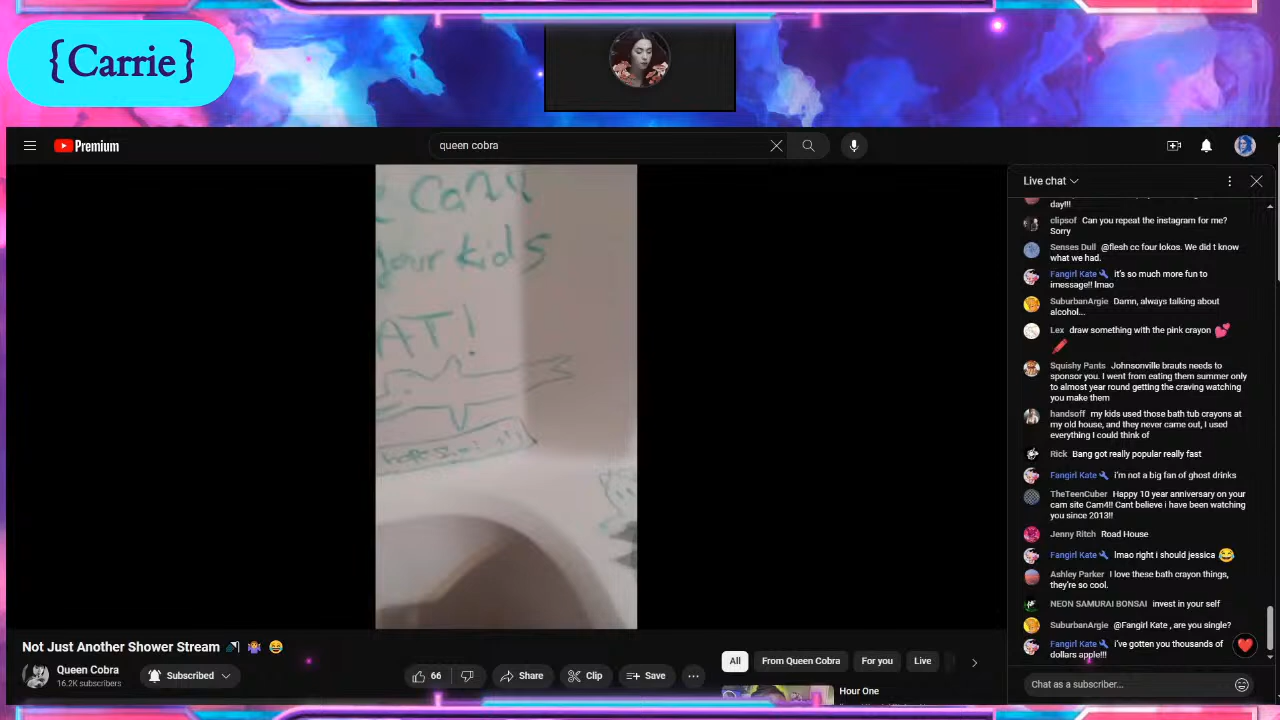 {Carrie}
Premium
queen cobra
Live chat
day!!!
clipsof Can you repeat the instagram for me?
Sorry
Senses Dull @flesh cc four lokos. We did t know
what we had.
Fangirl Kate it's so much more fun to
imessage!! lmao
SuburbanArgie Damn, always talking about
alcohol...
Lex draw something with the pink crayon 💕
🖍️
Squishy Pants Johnsonville brauts needs to
sponsor you. I went from eating them summer only
to almost year round getting the craving watching
you make them
handsoff my kids used those bath tub crayons at
my old house, and they never came out, I used
everything I could think of
Rick Bang got really popular really fast
Fangirl Kate i'm not a big fan of ghost drinks
TheTeenCuber Happy 10 year anniversary on your
cam site Cam4!! Cant believe i have been watching
you since 2013!!
Jenny Ritch Road House
Fangirl Kate lmao right i should jessica 😂
Ashley Parker I love these bath crayon things,
they're so cool.
NEON SAMURAI BONSAI invest in your self
SuburbanArgie @Fangirl Kate , are you single?
Fangirl Kate i've gotten you thousands of
dollars apple!!!
Chat as a subscriber...
your kids
AT!
Not Just Another Shower Stream 🚿 🤷‍♀️ 😂
Queen Cobra
16.2K subscribers
Subscribed
66
Share
Clip
Save
All
From Queen Cobra
For you
Live
Hour One